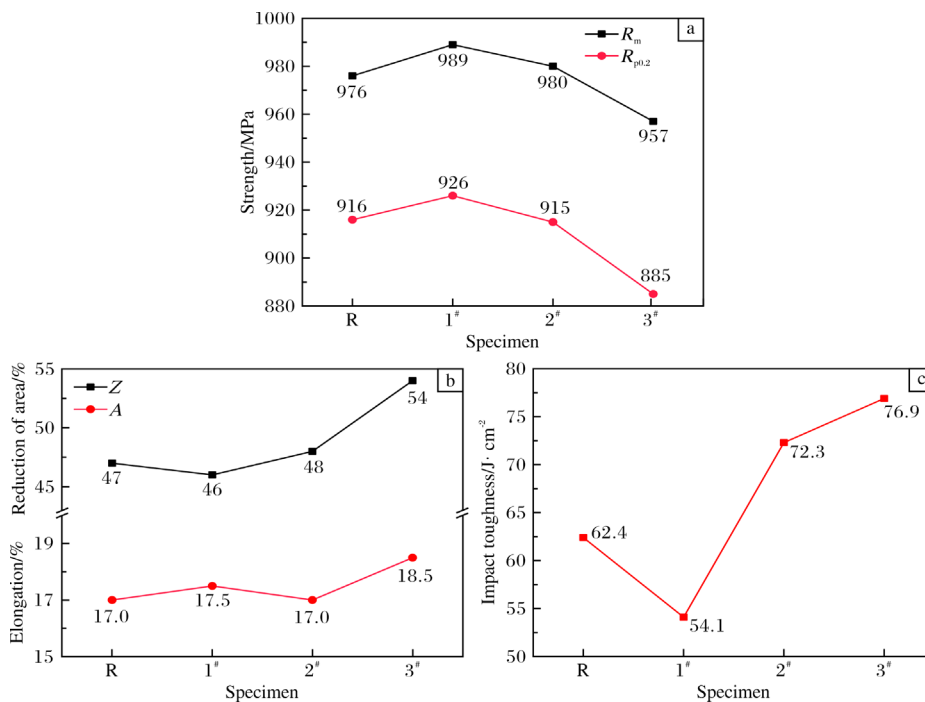 a
R_m
R_p0.2
Strength/MPa
1000
980
960
940
920
900
880
976
989
980
957
916
926
915
885
R
1#
2#
3#
Specimen
b
Z
A
Reduction of area/%
55
50
45
47
46
48
54
Elongation/%
19
17
15
17.0
17.5
17.0
18.5
R
1#
2#
3#
Specimen
c
Impact toughness/J· cm⁻²
80
75
70
65
60
55
50
62.4
54.1
72.3
76.9
R
1#
2#
3#
Specimen